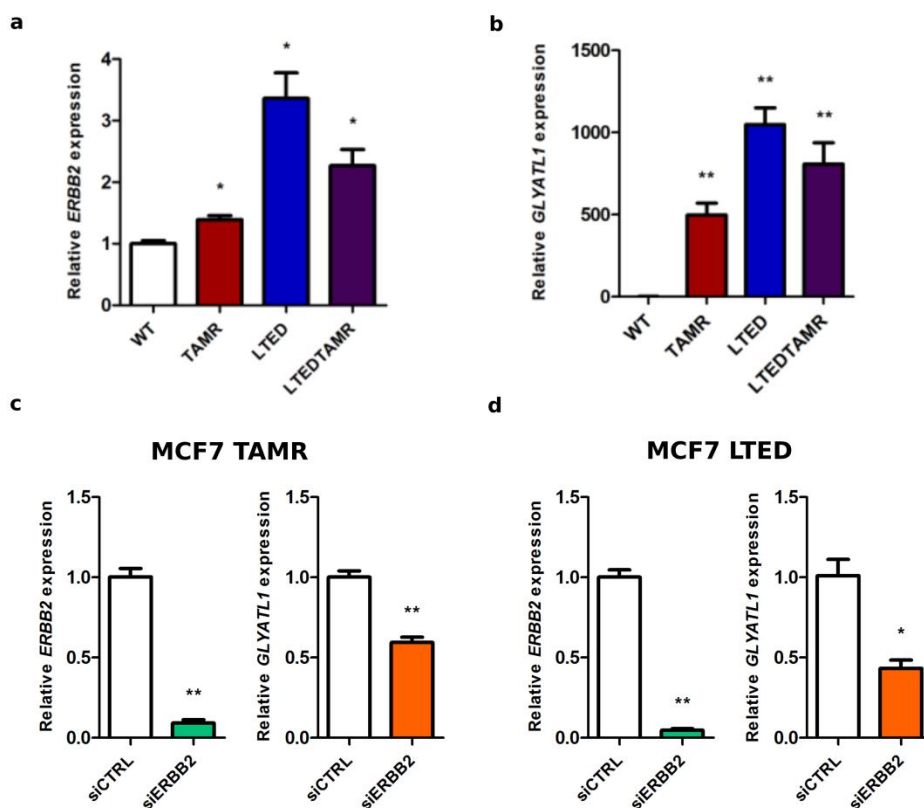 a
Relative ERBB2 expression
4
3
2
1
0
*
*
*
WT
TAMR
LTED
LTEDTAMR
b
Relative GLYATL1 expression
1500
1000
500
0
**
**
**
WT
TAMR
LTED
LTEDTAMR
c
MCF7 TAMR
Relative ERBB2 expression
1.5
1.0
0.5
0.0
**
siCTRL
siERBB2
Relative GLYATL1 expression
1.5
1.0
0.5
0.0
**
siCTRL
siERBB2
d
MCF7 LTED
Relative ERBB2 expression
1.5
1.0
0.5
0.0
**
siCTRL
siERBB2
Relative GLYATL1 expression
1.5
1.0
0.5
0.0
*
siCTRL
siERBB2